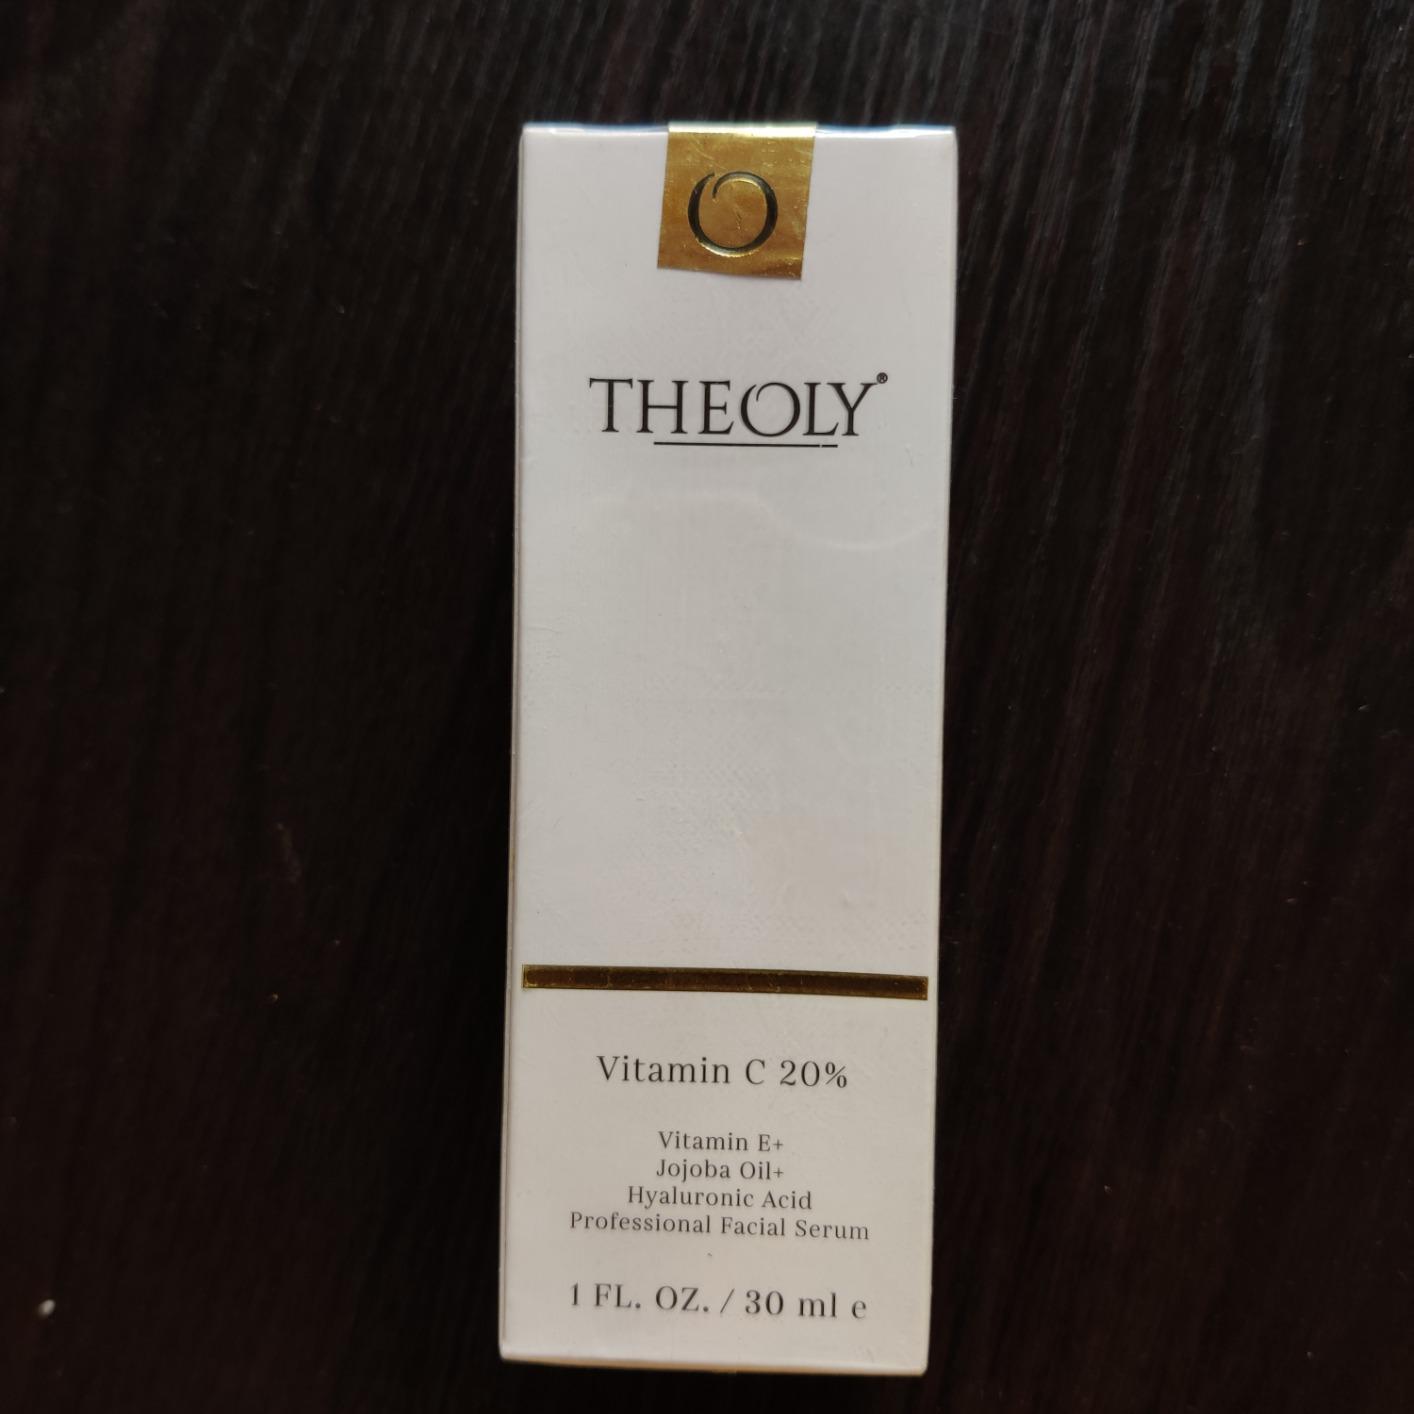 THEOLY®
Vitamin C 20%
Vitamin E+
Jojoba Oil+
Hyaluronic Acid
Professional Facial Serum
1 FL. OZ. / 30 ml e